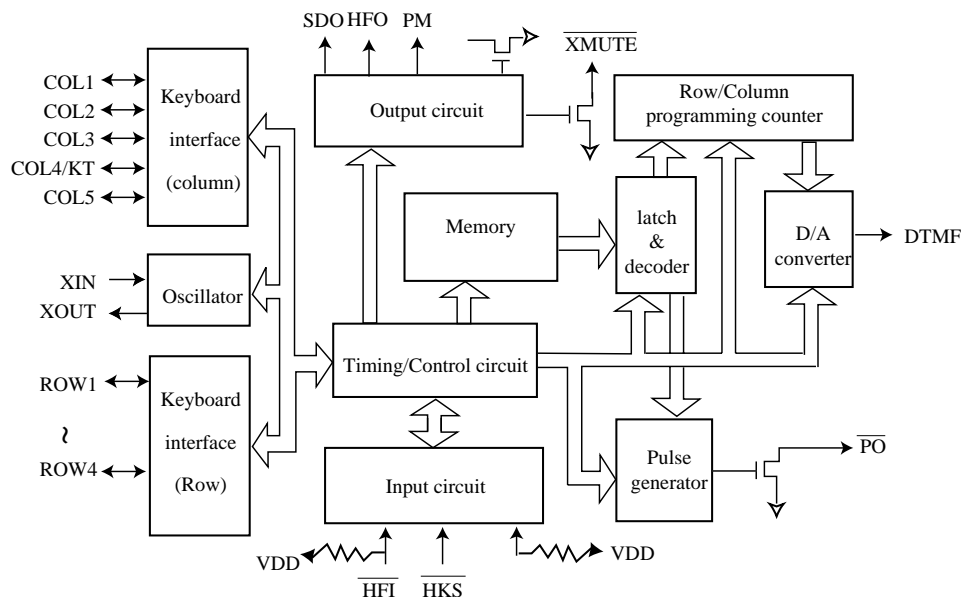 SDO HFO PM
XMUTE
COL1
COL2
COL3
COL4/KT
COL5
Keyboard
interface
(column)
Output circuit
Row/Column
programming counter
Memory
latch
&
decoder
D/A
converter
DTMF
XIN
XOUT
Oscillator
Timing/Control circuit
ROW1
~
ROW4
Keyboard
interface
(Row)
Input circuit
Pulse
generator
PO
VDD
VDD
HFI HKS